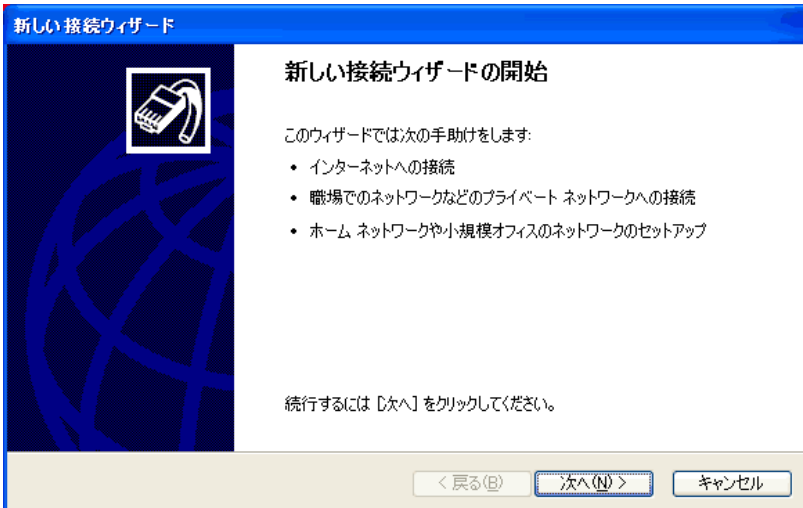 新しい接続ウィザード
新しい接続ウィザードの開始
このウィザードでは次の手助けをします:
• インターネットへの接続
• 職場でのネットワークなどのプライベート ネットワークへの接続
• ホーム ネットワークや小規模オフィスのネットワークのセットアップ
続行するには [次へ] をクリックしてください。
< 戻る(B) 次へ(N) > キャンセル